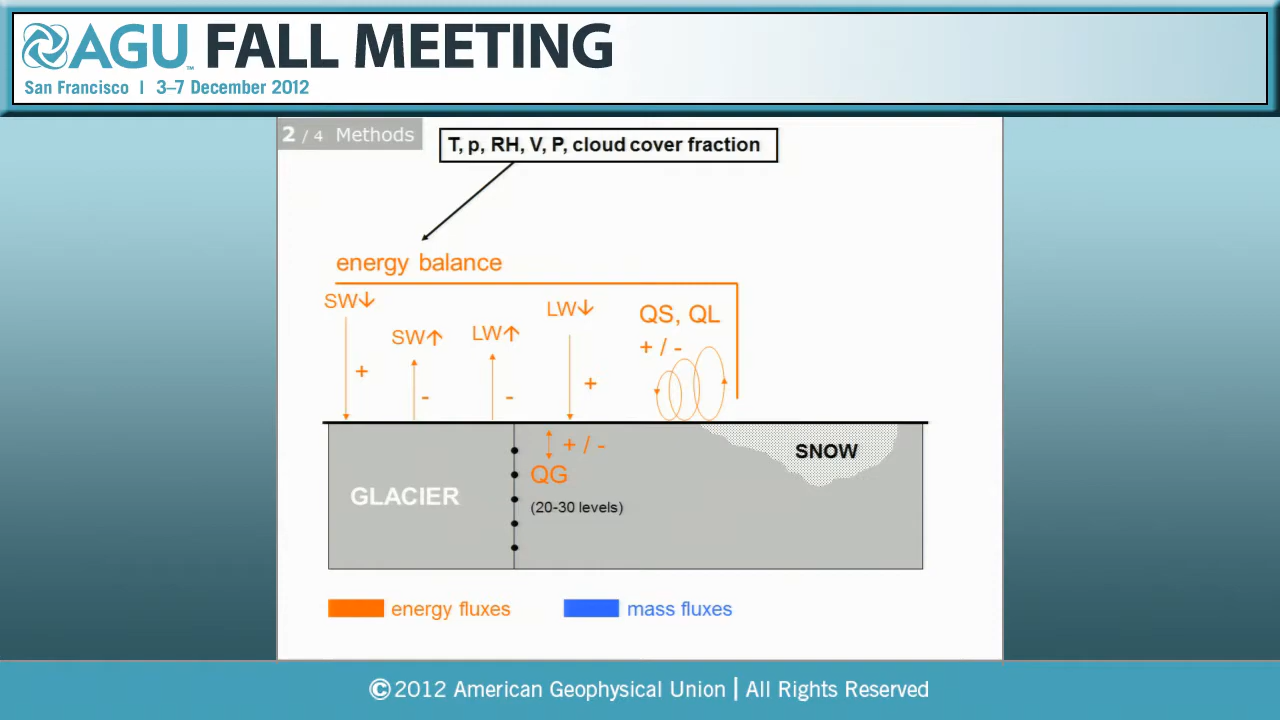 AGU™ FALL MEETING
San Francisco | 3–7 December 2012
2 / 4 Methods
T, p, RH, V, P, cloud cover fraction
energy balance
SW↓
SW↑
LW↑
LW↓
QS, QL
+ / -
+
-
-
+
+ / -
QG
(20-30 levels)
GLACIER
SNOW
energy fluxes
mass fluxes
©2012 American Geophysical Union | All Rights Reserved